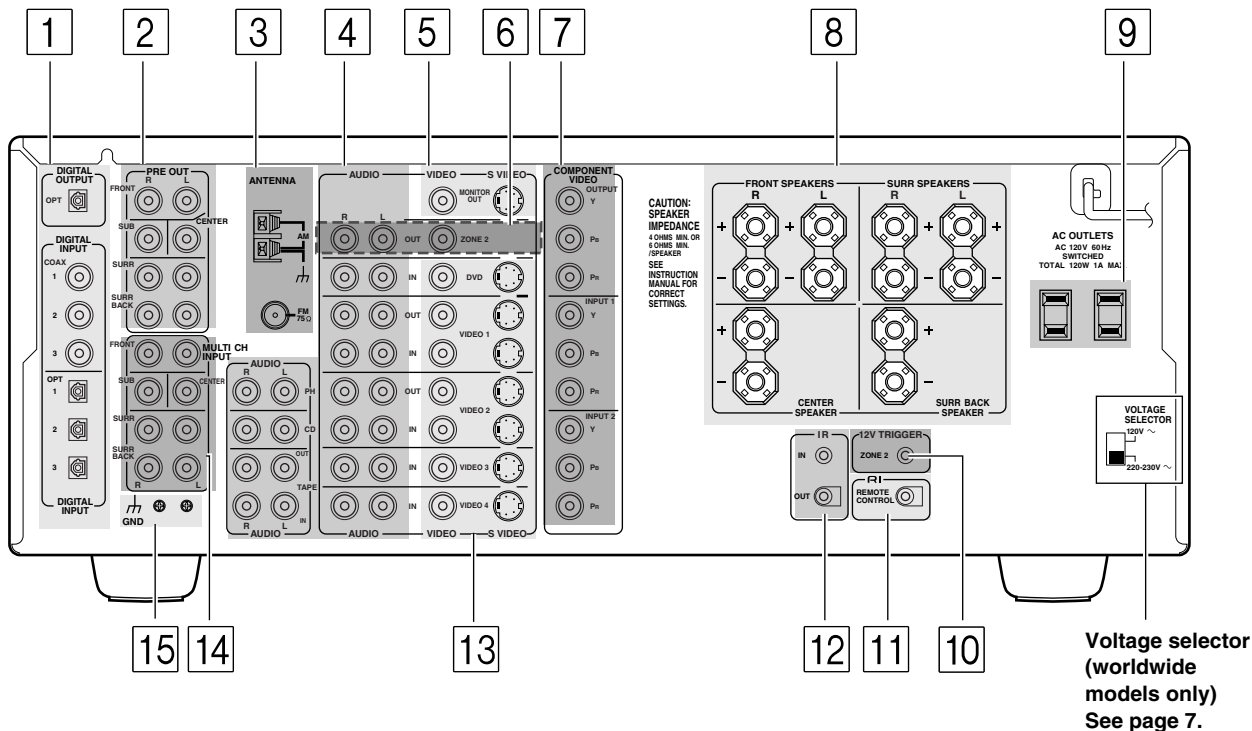 1 2 3 4 5 6 7 8 9
DIGITAL OUTPUT
OPT
DIGITAL INPUT
COAX
1
2
3
OPT
1
2
3
DIGITAL INPUT
PRE OUT
R L
FRONT
SUB CENTER
SURR
SURR BACK
FRONT MULTI CH INPUT
SUB CENTER
SURR
SURR BACK
R L
GND
ANTENNA
AM
FM 75Ω
AUDIO
R L
PH
CD
OUT
TAPE
IN
R L
AUDIO
AUDIO VIDEO S VIDEO
MONITOR OUT
R L
OUT ZONE 2
IN DVD
OUT
VIDEO 1
IN
OUT
VIDEO 2
IN
IN VIDEO 3
IN VIDEO 4
AUDIO VIDEO S VIDEO
COMPONENT VIDEO
OUTPUT
Y
PB
PR
INPUT 1
Y
PB
PR
INPUT 2
Y
PB
PR
CAUTION:
SPEAKER
IMPEDANCE
4 OHMS MIN. OR
6 OHMS MIN.
/SPEAKER
SEE
INSTRUCTION
MANUAL FOR
CORRECT
SETTINGS.
FRONT SPEAKERS
R L
+ +
– –
SURR SPEAKERS
R L
+ +
– –
+
–
CENTER
SPEAKER
+
–
SURR BACK
SPEAKER
AC OUTLETS
AC 120V 60Hz
SWITCHED
TOTAL 120W 1A MAX.
IR
IN
OUT
12V TRIGGER
ZONE 2
RI
REMOTE
CONTROL
VOLTAGE
SELECTOR
120V ~
220-230V ~
15 14 13 12 11 10
Voltage selector
(worldwide
models only)
See page 7.